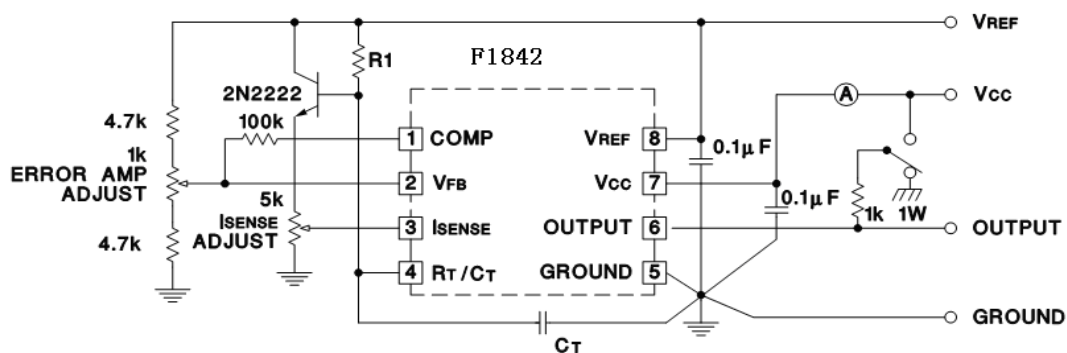 VREF
R1
F1842
2N2222
A
VCC
4.7k
100k
1 COMP
VREF 8
0.1μF
1k
ERROR AMP
ADJUST
2 VFB
VCC 7
0.1μF
5k
ISENSE
ADJUST
3 ISENSE
OUTPUT 6
1k
1W
OUTPUT
4.7k
4 RT/CT
GROUND 5
GROUND
CT